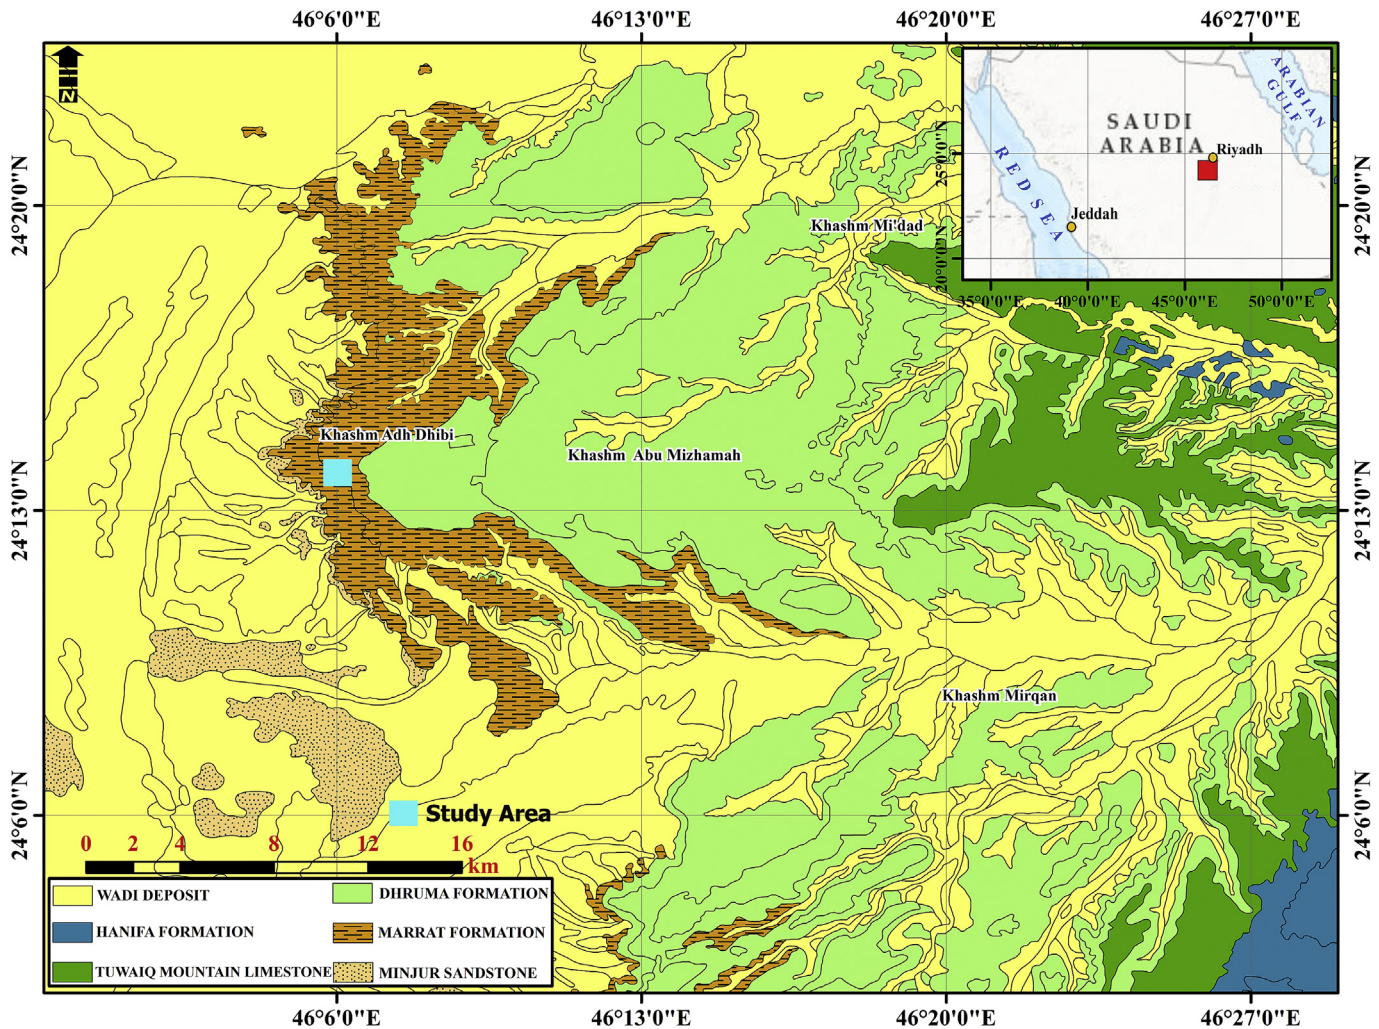 46°6'0"E
46°13'0"E
46°20'0"E
46°27'0"E
N
24°20'0"N
24°13'0"N
24°6'0"N
24°20'0"N
24°13'0"N
24°6'0"N
SAUDI
ARABIA
ARABIAN
GULF
RED SEA
Riyadh
Jeddah
25°0'0"N
20°0'0"N
35°0'0"E
40°0'0"E
45°0'0"E
50°0'0"E
Khashm Mi'dad
Khashm Adh Dhibi
Khashm Abu Mizhamah
Khashm Mirqan
Study Area
0 2 4 8 12 16
km
WADI DEPOSIT
HANIFA FORMATION
TUWAIQ MOUNTAIN LIMESTONE
DHRUMA FORMATION
MARRAT FORMATION
MINJUR SANDSTONE
46°6'0"E
46°13'0"E
46°20'0"E
46°27'0"E